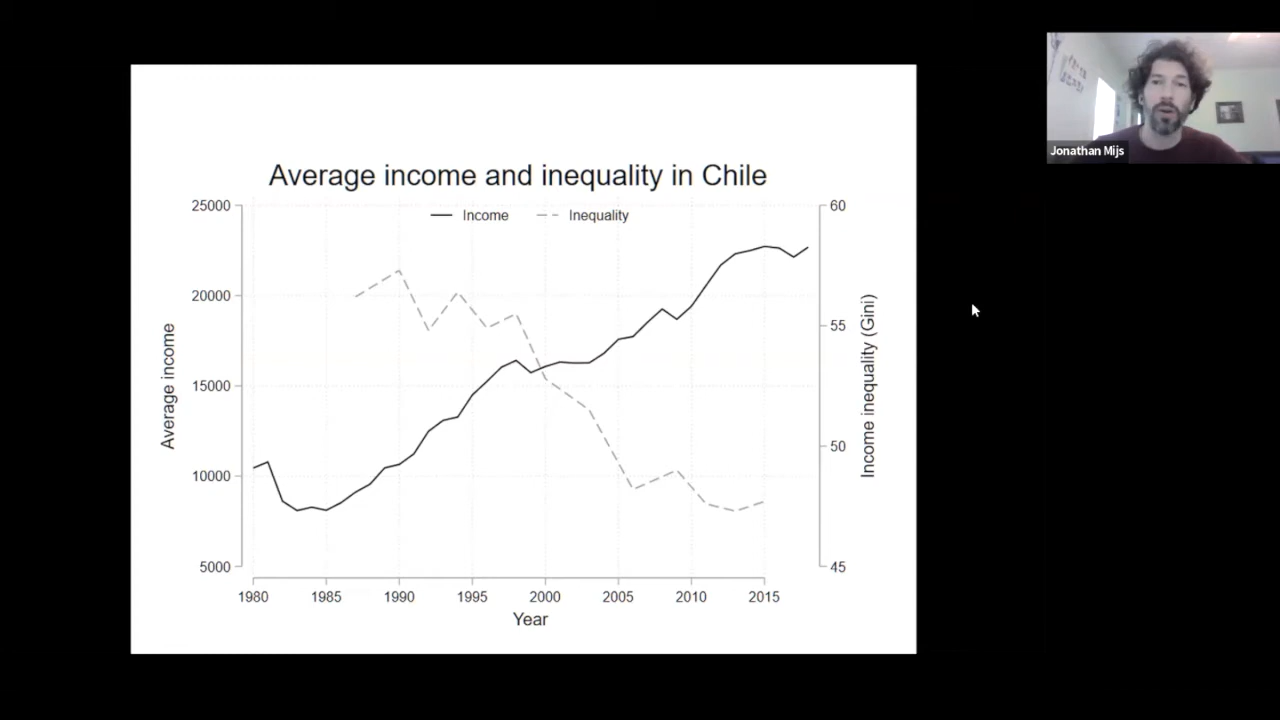 Average income and inequality in Chile
Income
Inequality
25000
20000
15000
10000
5000
Average income
60
55
50
45
Income inequality (Gini)
1980
1985
1990
1995
2000
2005
2010
2015
Year
Jonathan Mijs